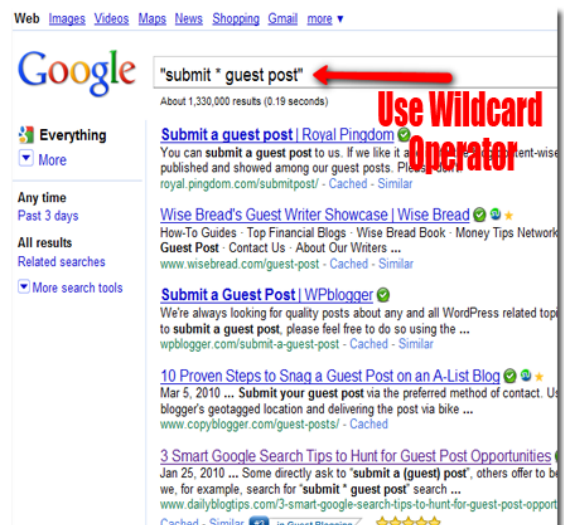 Web Images Videos Maps News Shopping Gmail more ▼
Google
"submit * guest post"
About 1,330,000 results (0.19 seconds)
Use Wildcard
Operator
Everything
More
Any time
Past 3 days
All results
Related searches
More search tools
Submit a guest post | Royal Pingdom
You can submit a guest post to us. If we like it
published and showed among our guest posts.
royal.pingdom.com/submitpost/ - Cached - Similar
Wise Bread's Guest Writer Showcase | Wise Bread
How-To Guides · Top Financial Blogs · Wise Bread Book · Money Tips Network
Guest Post · Contact Us · About Our Writers ...
www.wisebread.com/guest-post - Cached - Similar
Submit a Guest Post | WPblogger
We're always looking for quality posts about any and all WordPress related topi
to submit a guest post, please feel free to do so using the ...
wpblogger.com/submit-a-guest-post - Cached - Similar
10 Proven Steps to Snag a Guest Post on an A-List Blog
Mar 5, 2010 ... Submit your guest post via the preferred method of contact. Us
blogger's geotagged location and delivering the post via bike ...
www.copyblogger.com/guest-posts/ - Cached
3 Smart Google Search Tips to Hunt for Guest Post Opportunities
Jan 25, 2010 ... Some directly ask to "submit a (guest) post", others offer to be
we, for example, search for "submit * guest post" search ...
www.dailyblogtips.com/3-smart-google-search-tips-to-hunt-for-guest-post-opport
Cached - Similar #3 in Guest Blogging